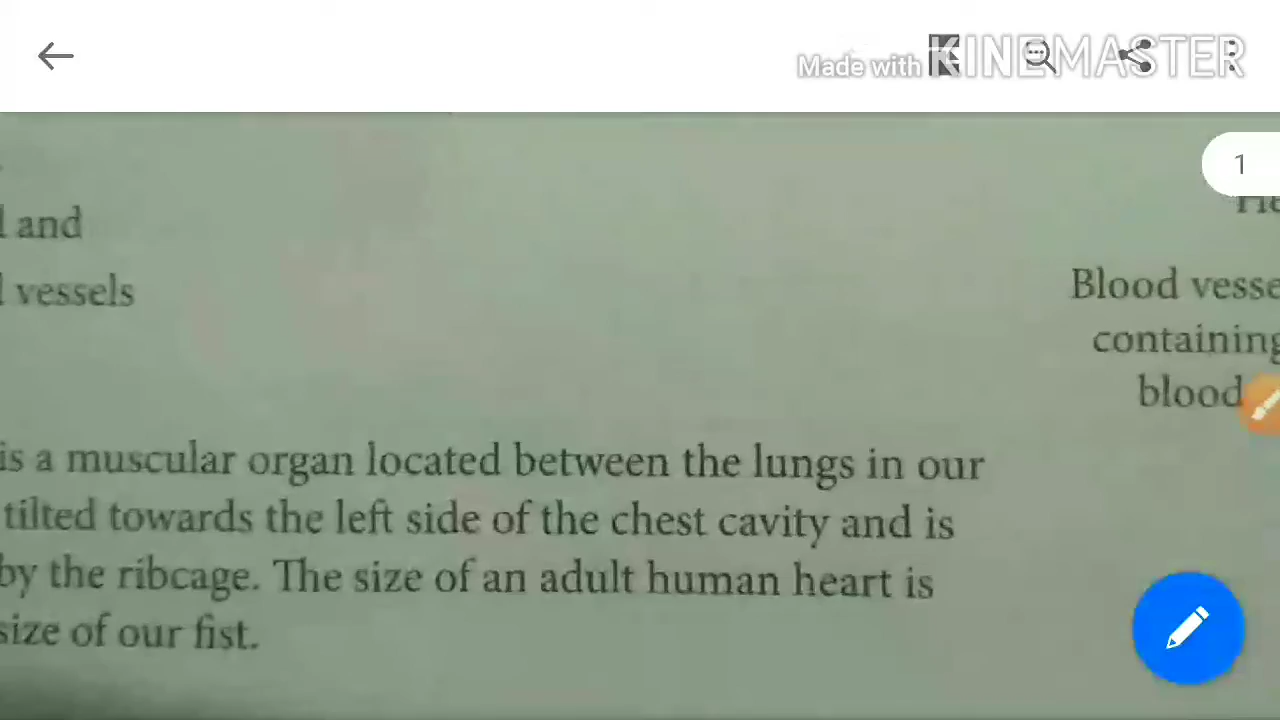 Made with KINEMASTER
1
and
vessels
Blood
containing
blood
is a muscular organ located between the lungs in our
tilted towards the left side of the chest cavity and is
by the ribcage. The size of an adult human heart is
size of our fist.